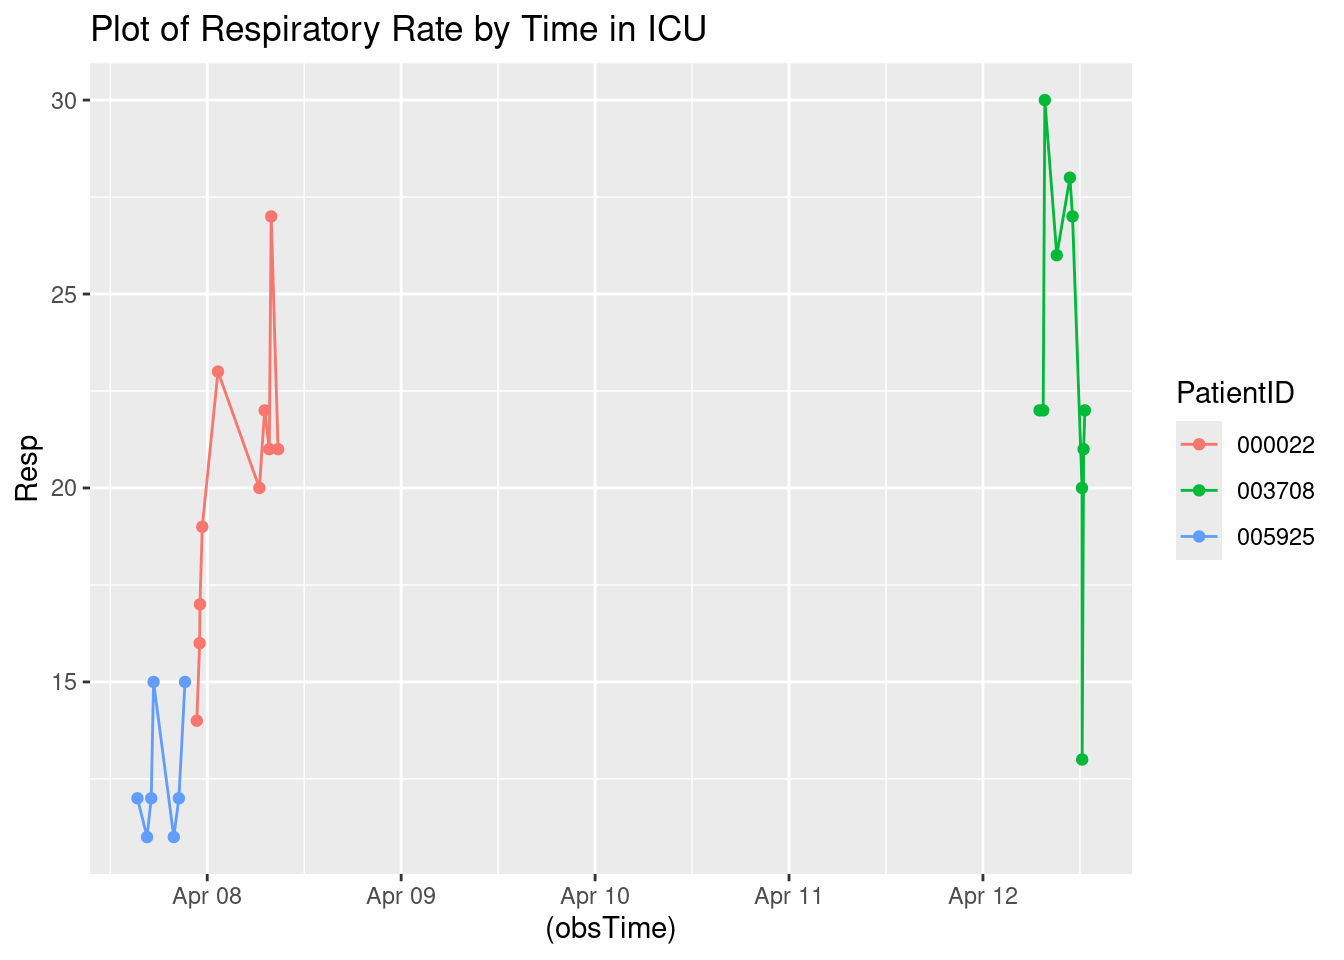 Plot of Respiratory Rate by Time in ICU
30
25
20
15
Resp
Apr 08
Apr 09
Apr 10
Apr 11
Apr 12
(obsTime)
PatientID
000022
003708
005925